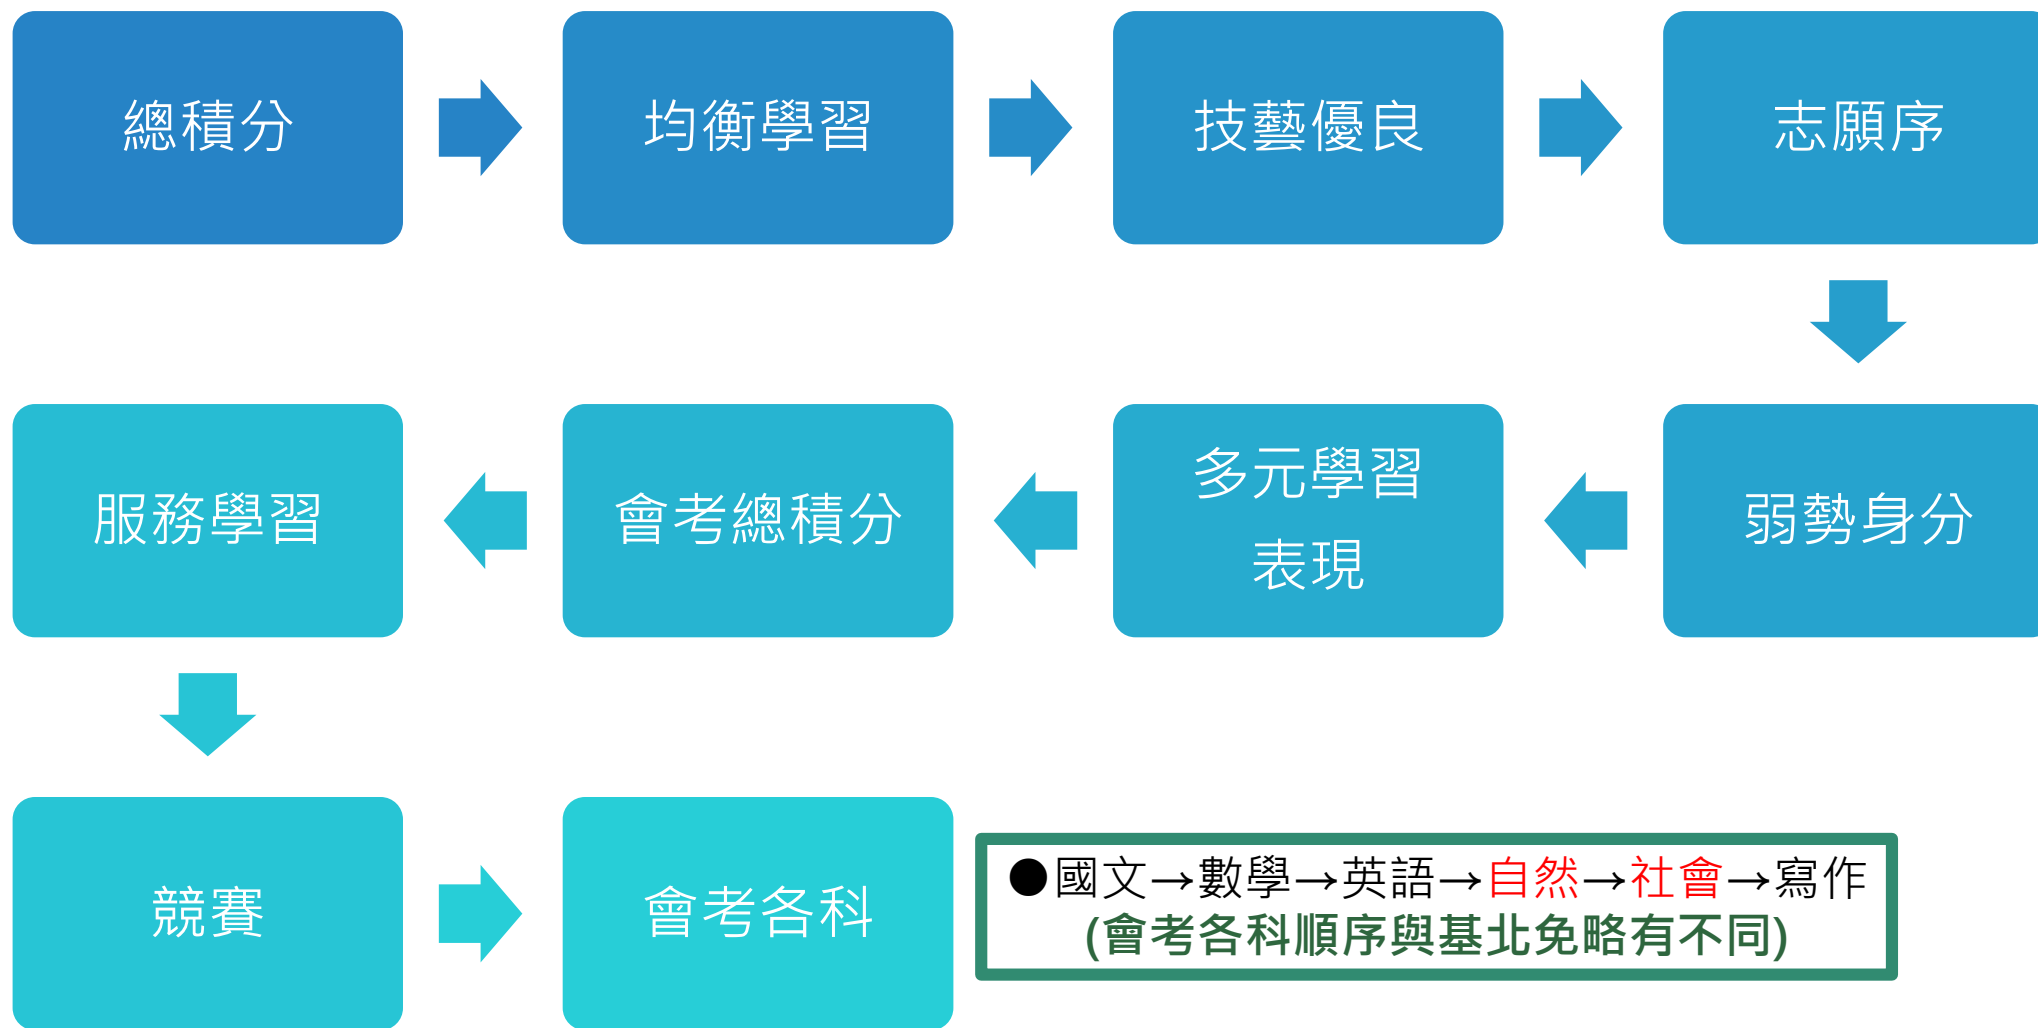 總積分
均衡學習
技藝優良
志願序
弱勢身分
多元學習
表現
會考總積分
服務學習
競賽
會考各科
●國文→數學→英語→自然→社會→寫作
(會考各科順序與基北免略有不同)